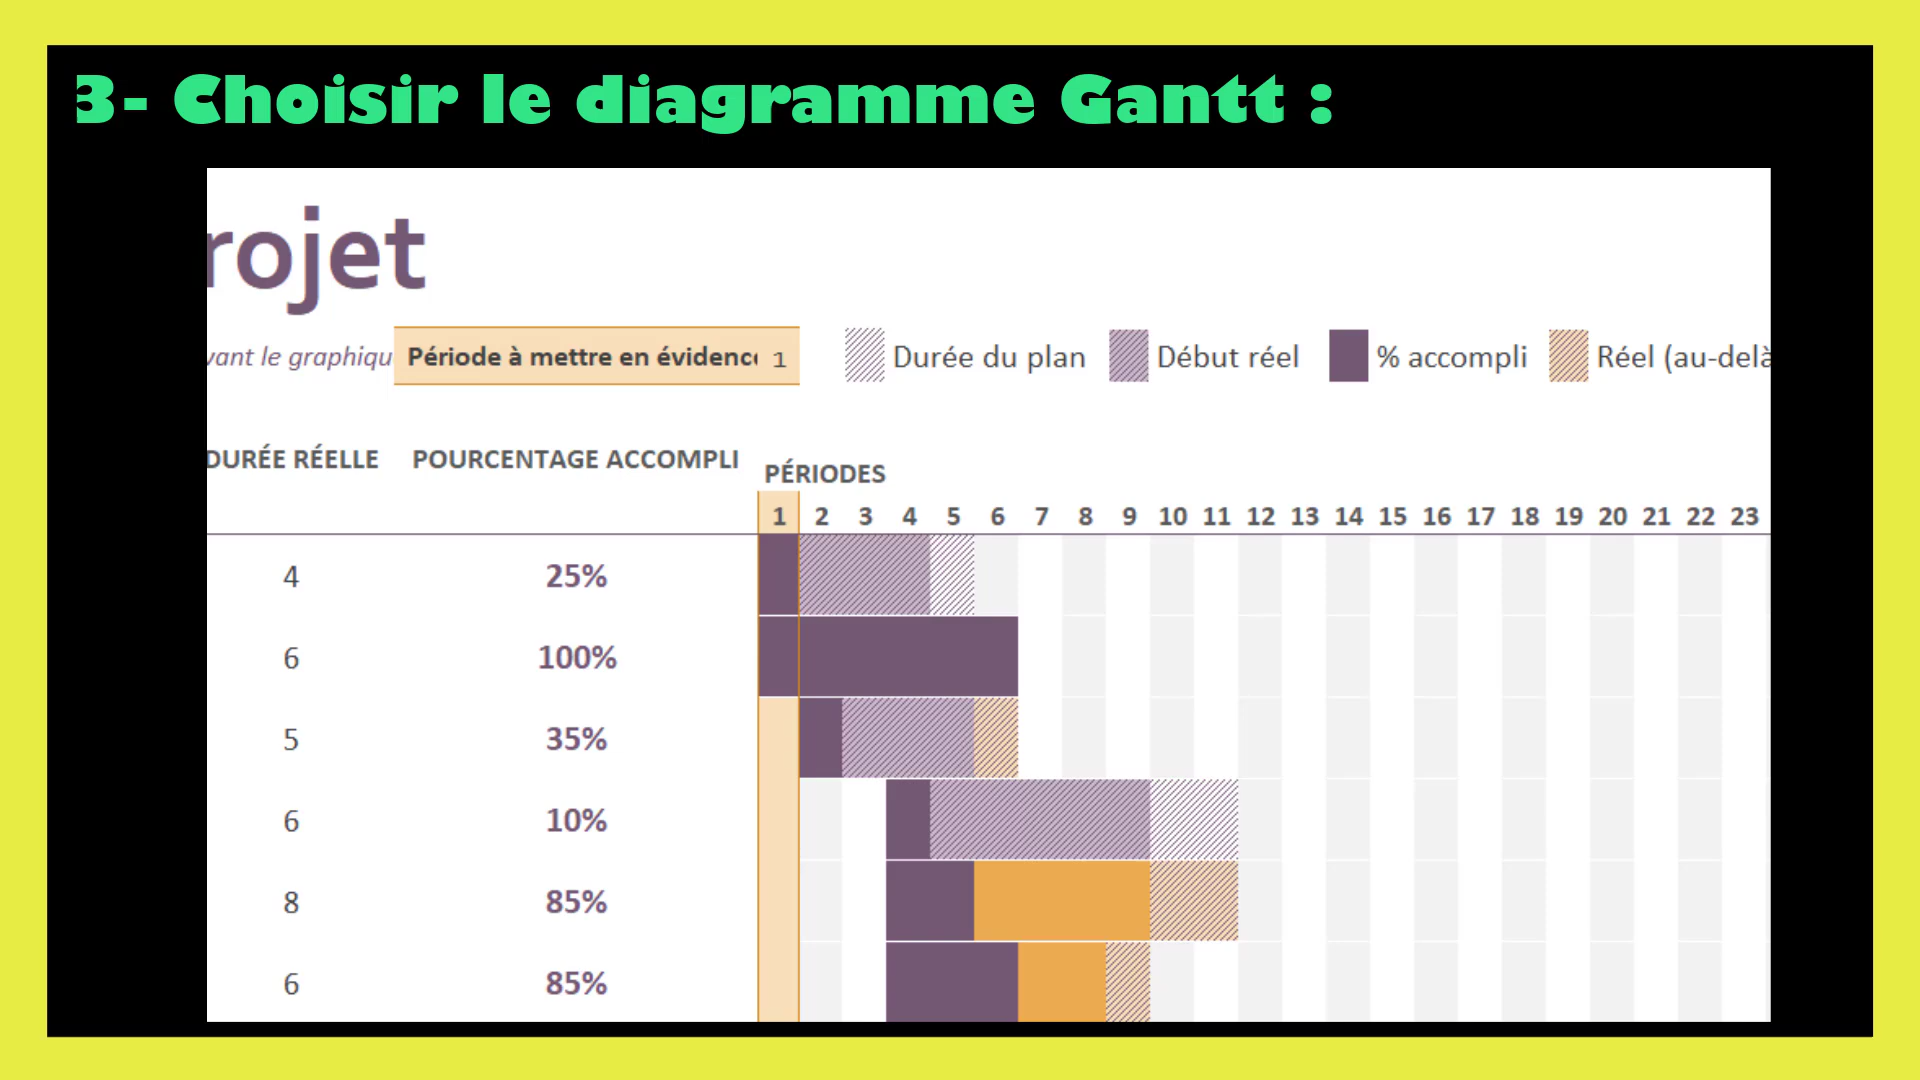 3- Choisir le diagramme Gantt :
rojet
vant le graphiqu Période à mettre en évidenc 1 Durée du plan Début réel % accompli Réel (au-delà
DURÉE RÉELLE POURCENTAGE ACCOMPLI PÉRIODES
1 2 3 4 5 6 7 8 9 10 11 12 13 14 15 16 17 18 19 20 21 22 23
4 25%
6 100%
5 35%
6 10%
8 85%
6 85%